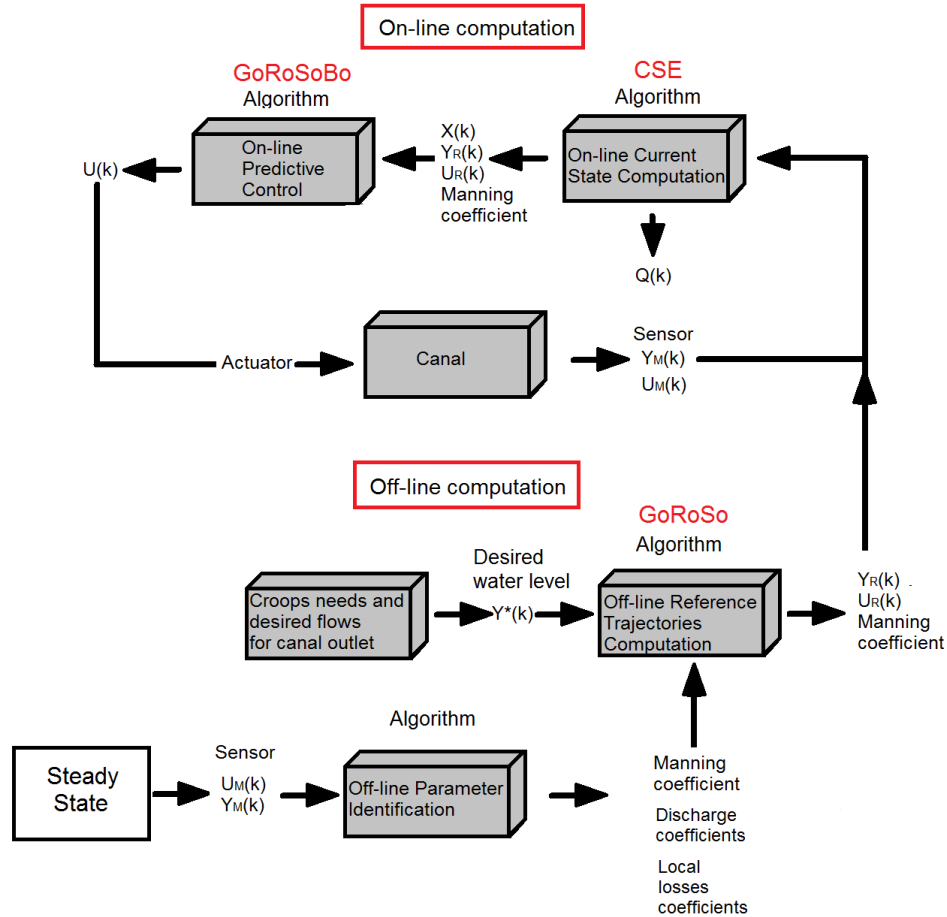 On-line computation
GoRoSoBo
Algorithm
CSE
Algorithm
U(k)
On-line
Predictive
Control
X(k)
YR(k)
UR(k)
Manning
coefficient
On-line Current
State Computation
Q(k)
Actuator
Canal
Sensor
YM(k)
UM(k)
Off-line computation
GoRoSo
Algorithm
Croops needs and
desired flows
for canal outlet
Desired
water level
Y*(k)
Off-line Reference
Trajectories
Computation
YR(k)
UR(k)
Manning
coefficient
Steady
State
Sensor
UM(k)
YM(k)
Algorithm
Off-line Parameter
Identification
Manning
coefficient
Discharge
coefficients
Local
losses
coefficients